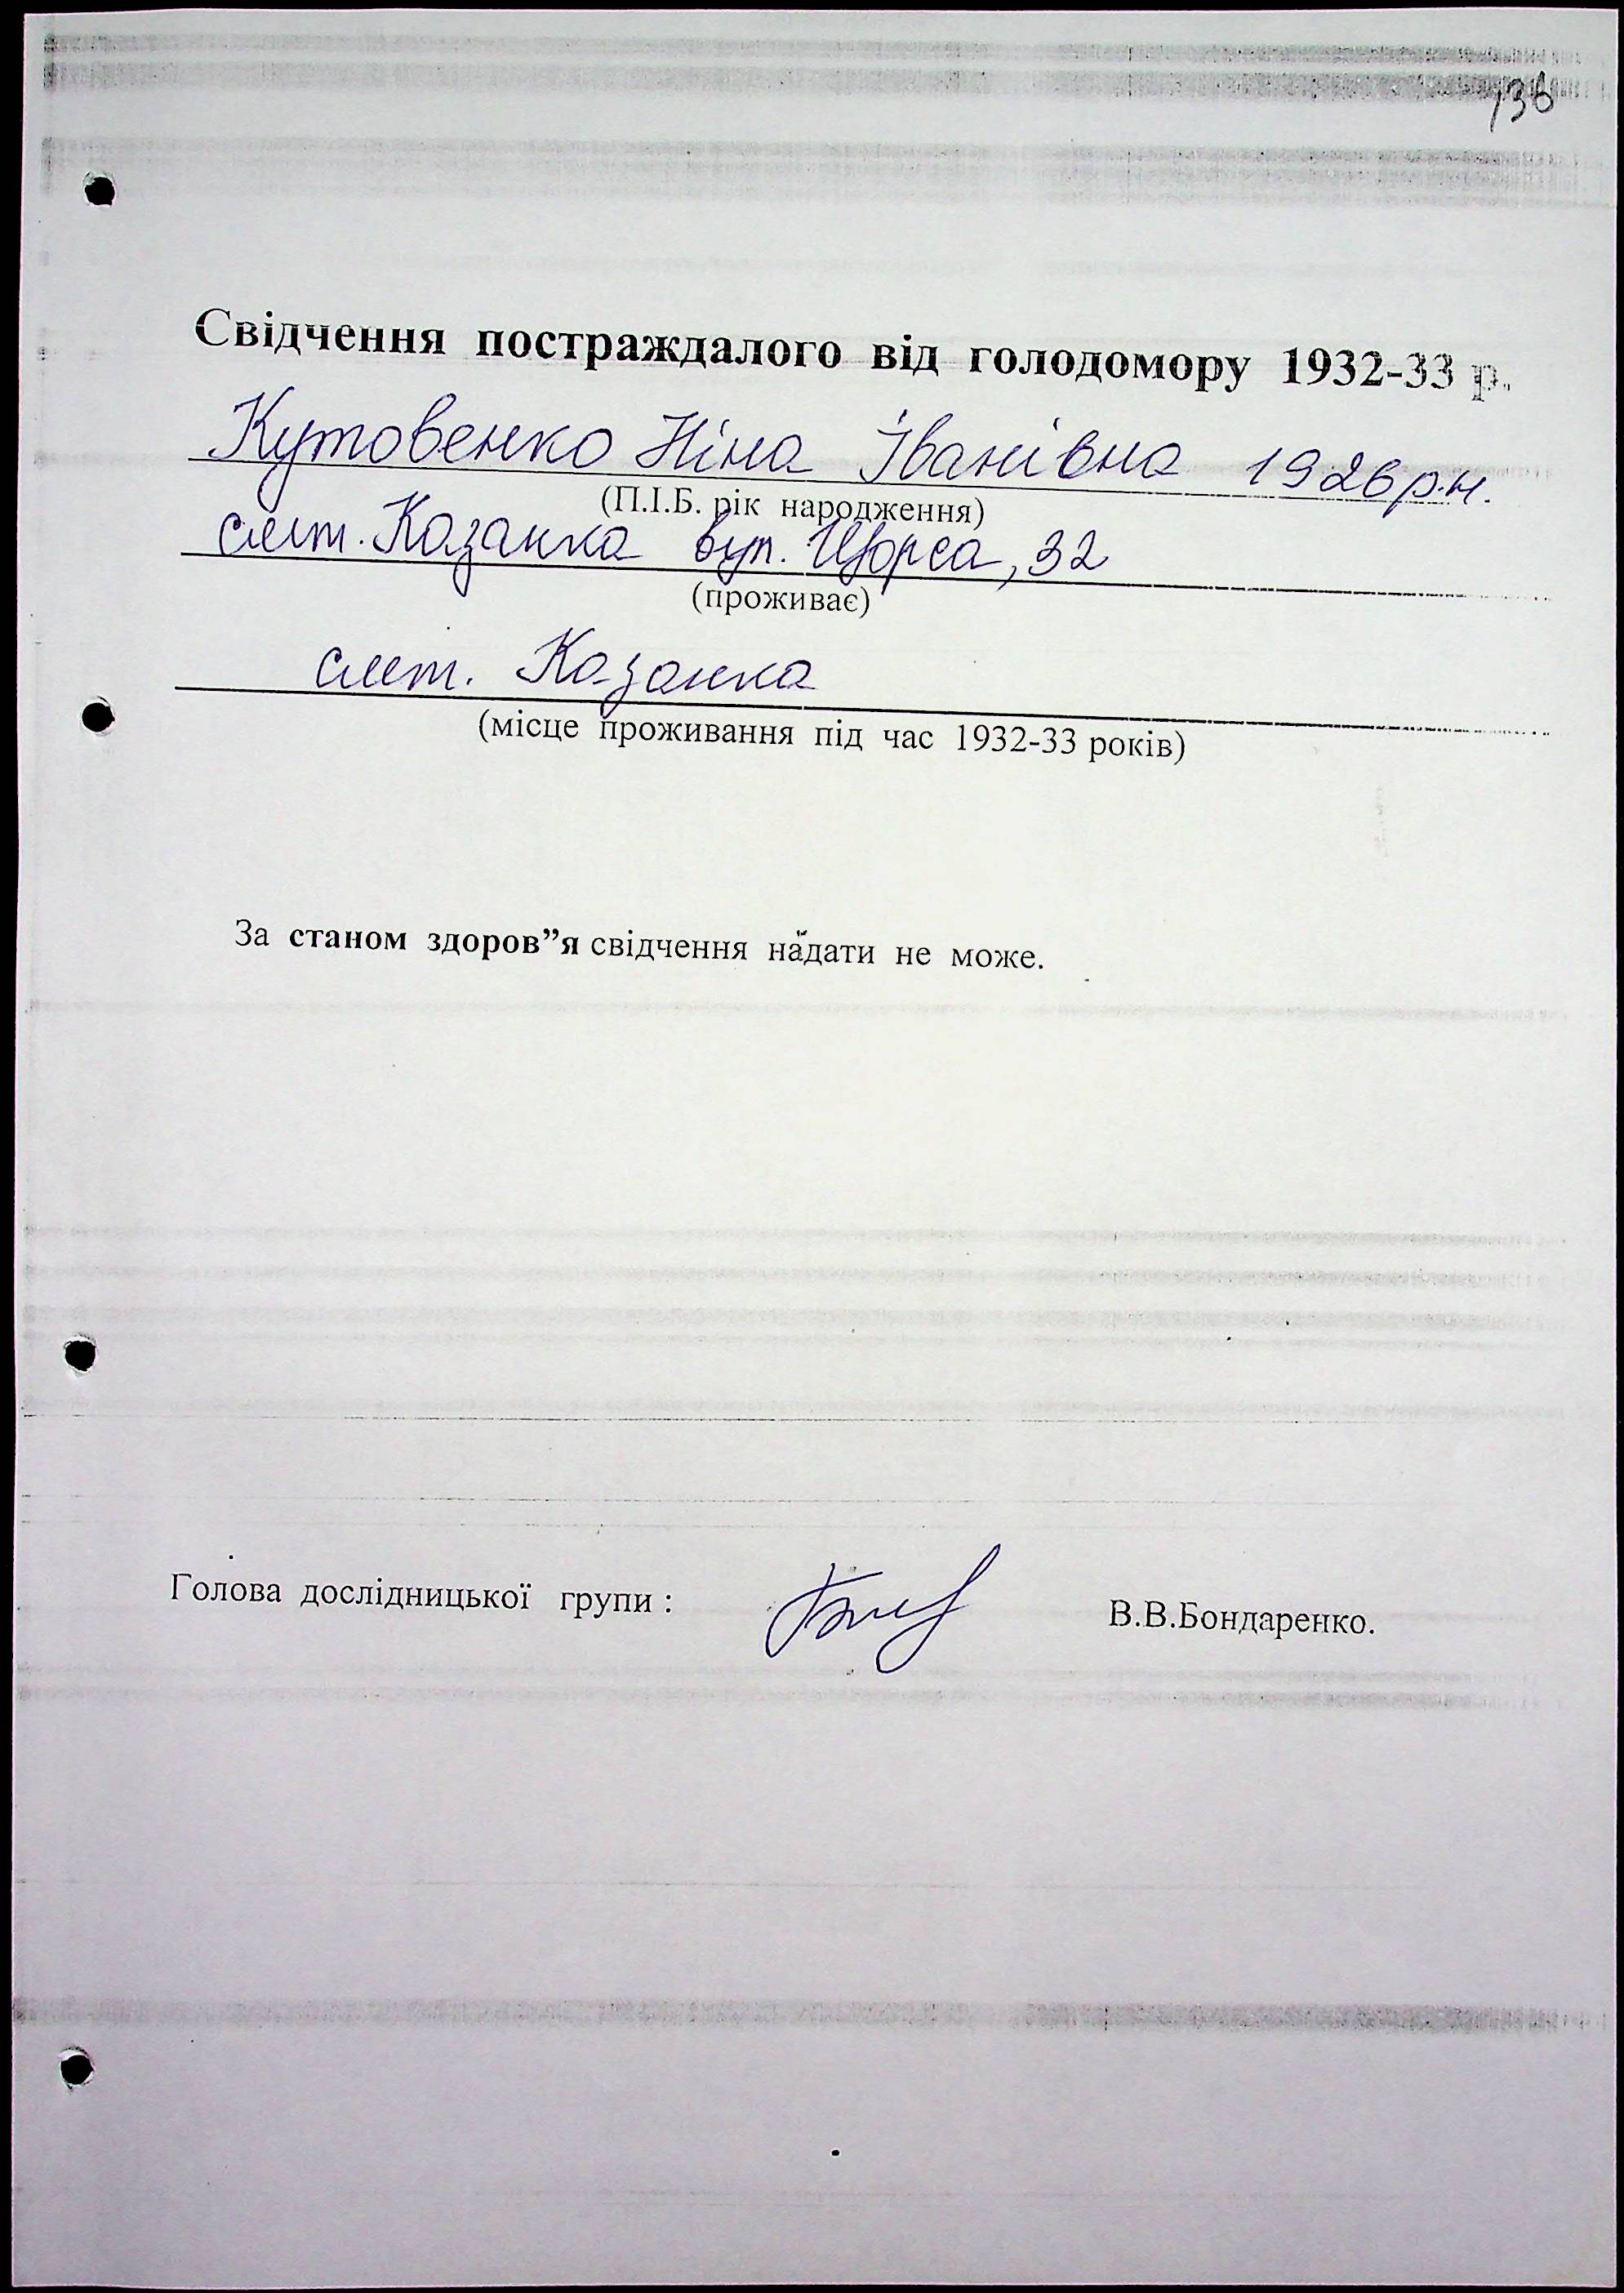 136
Свідчення постраждалого від голодомору 1932-33 р.
Кутовенко Ніна Іванівна 1926 р.н.
(П.І.Б. рік народження)
смт. Казанка вул. Щорса, 32
(проживає)
смт. Казанка
(місце проживання під час 1932-33 років)
За станом здоров”я свідчення надати не може.
Голова дослідницької групи : В.В.Бондаренко.